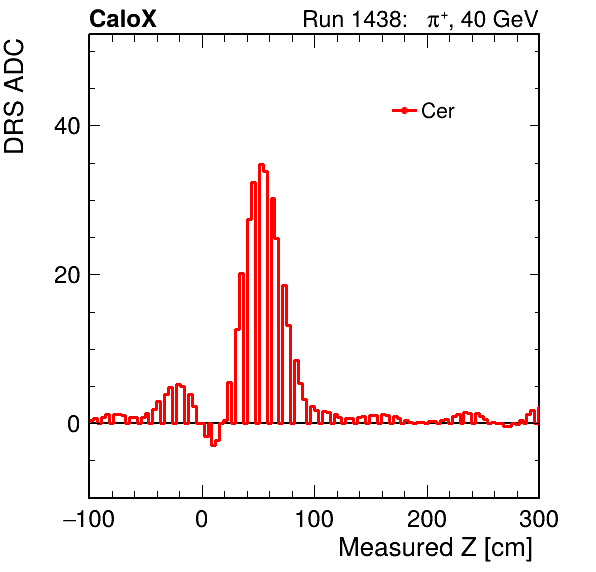 CaloX Run 1438: π⁺, 40 GeV
DRS ADC
Cer
40
20
0
−100 0 100 200 300
Measured Z [cm]